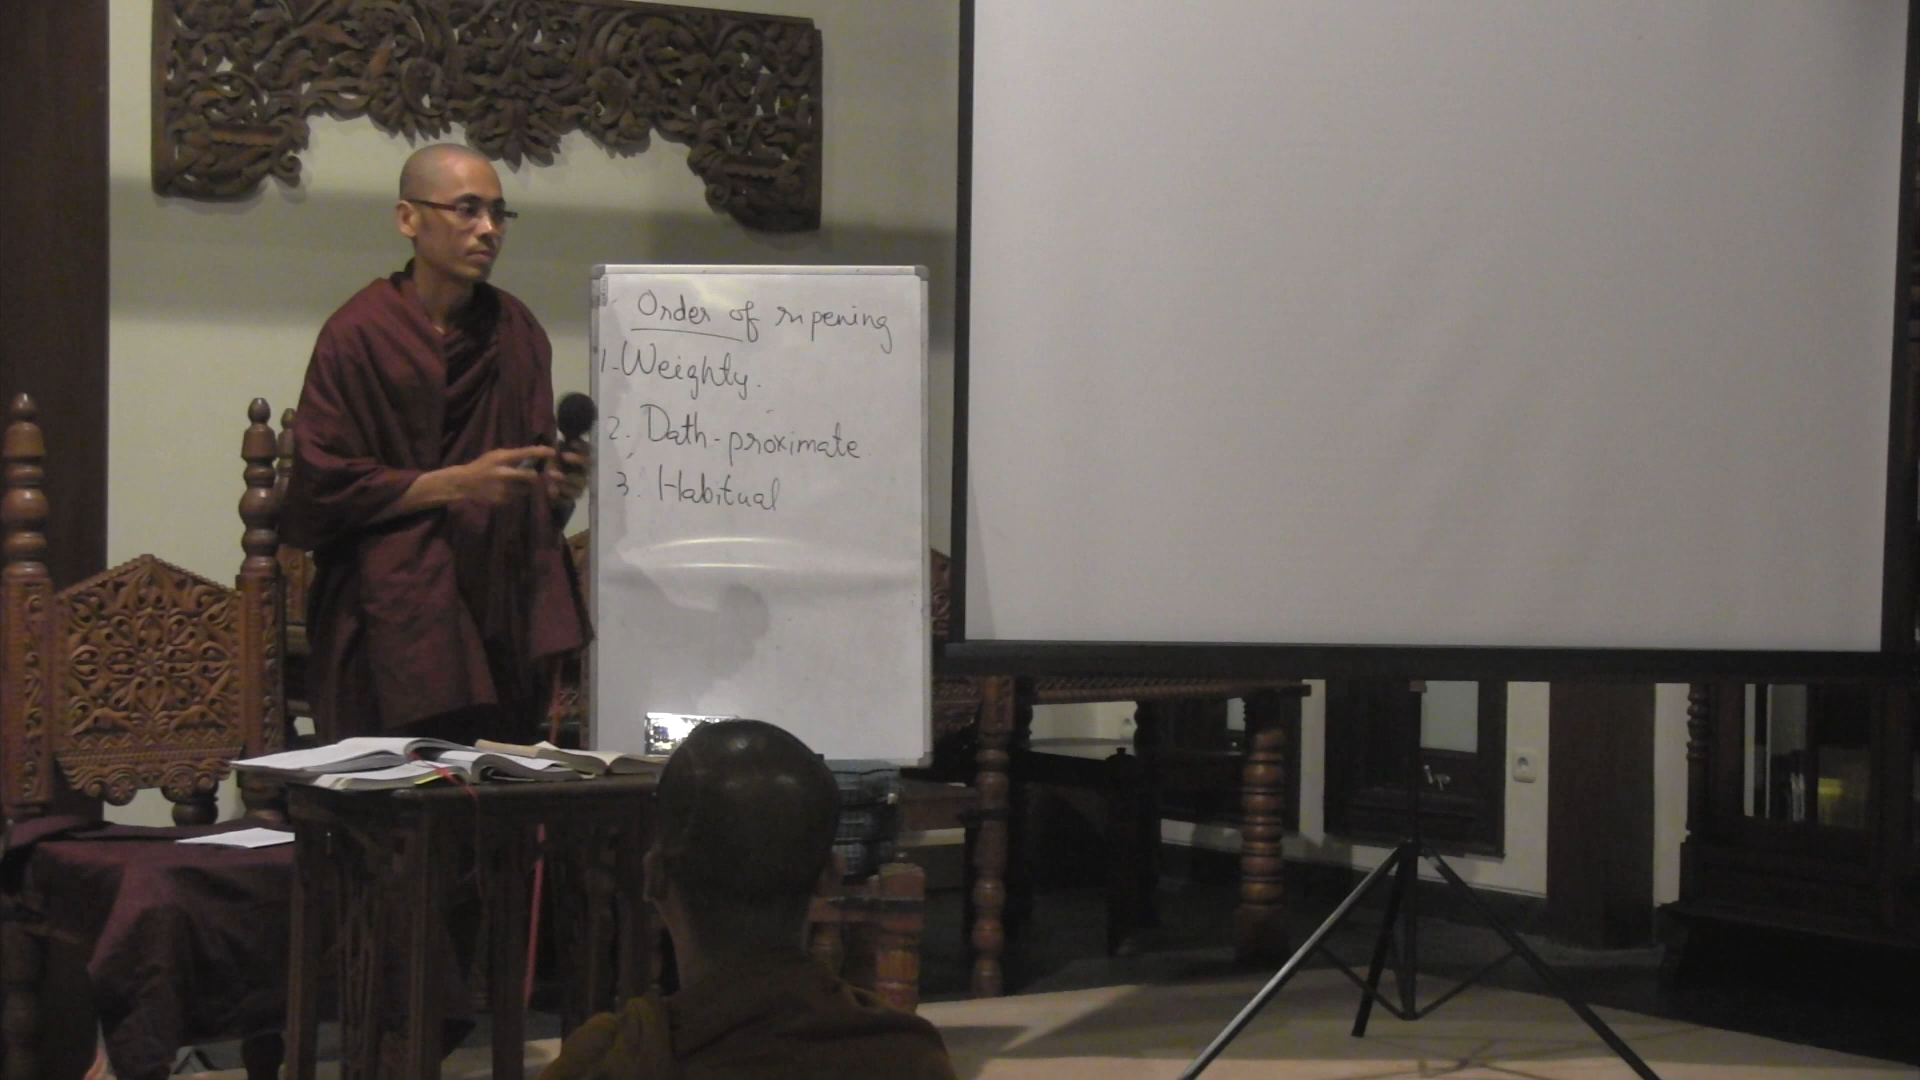 Order of ripening
1. Weighty.
2. Dath-proximate
3. Habitual